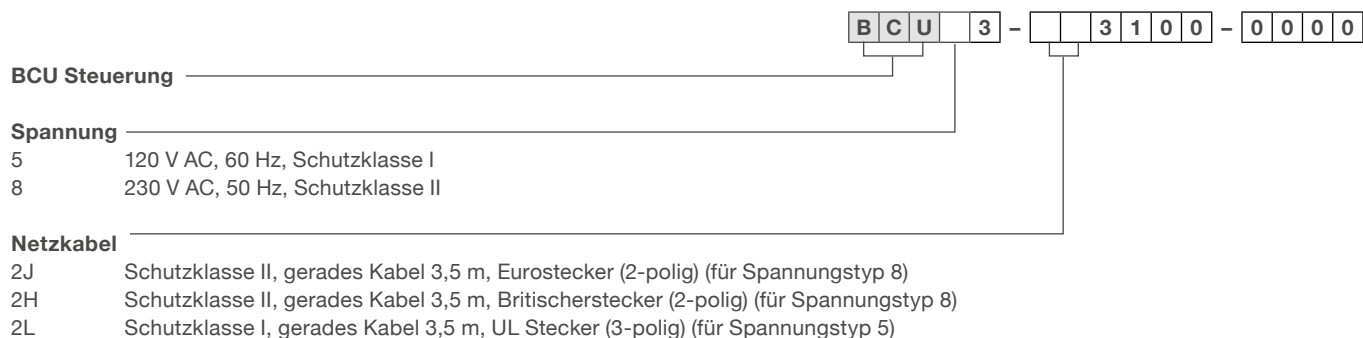 B C U 3 – 3 1 0 0 – 0 0 0 0
BCU Steuerung
Spannung
5 120 V AC, 60 Hz, Schutzklasse I
8 230 V AC, 50 Hz, Schutzklasse II
Netzkabel
2J Schutzklasse II, gerades Kabel 3,5 m, Eurostecker (2-polig) (für Spannungstyp 8)
2H Schutzklasse II, gerades Kabel 3,5 m, Britischerstecker (2-polig) (für Spannungstyp 8)
2L Schutzklasse I, gerades Kabel 3,5 m, UL Stecker (3-polig) (für Spannungstyp 5)